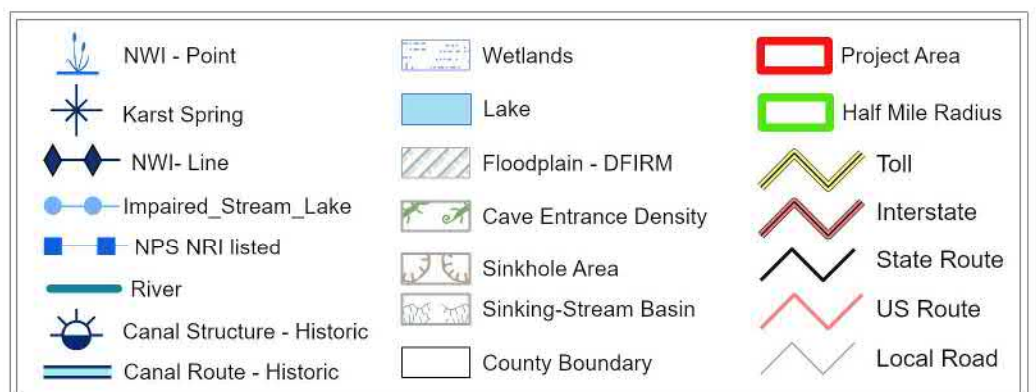 NWI - Point
Karst Spring
NWI- Line
Impaired_Stream_Lake
NPS NRI listed
River
Canal Structure - Historic
Canal Route - Historic
Wetlands
Lake
Floodplain - DFIRM
Cave Entrance Density
Sinkhole Area
Sinking-Stream Basin
County Boundary
Project Area
Half Mile Radius
Toll
Interstate
State Route
US Route
Local Road